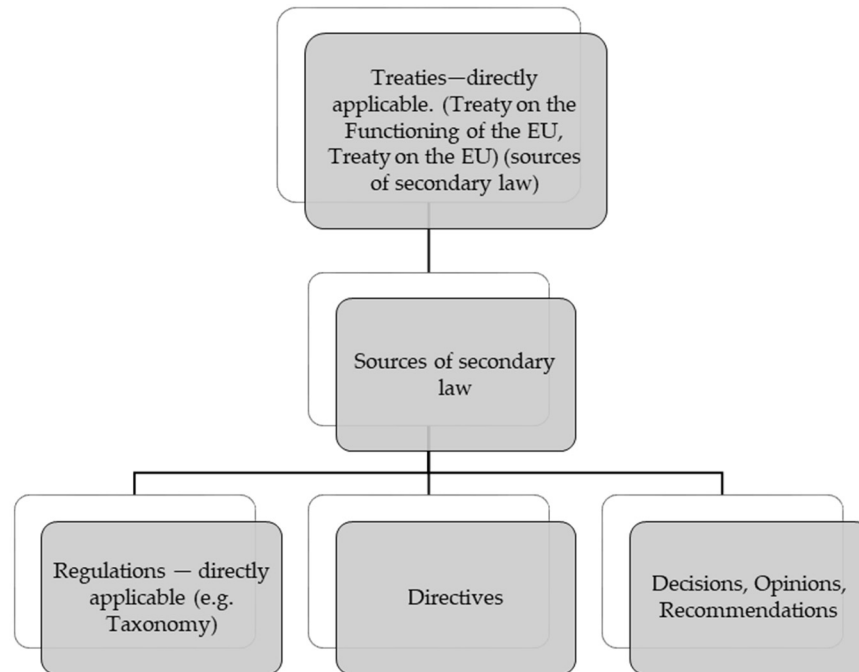 Treaties—directly
applicable. (Treaty on the
Functioning of the EU,
Treaty on the EU) (sources
of secondary law)
Sources of secondary
law
Regulations — directly
applicable (e.g.
Taxonomy)
Directives
Decisions, Opinions,
Recommendations